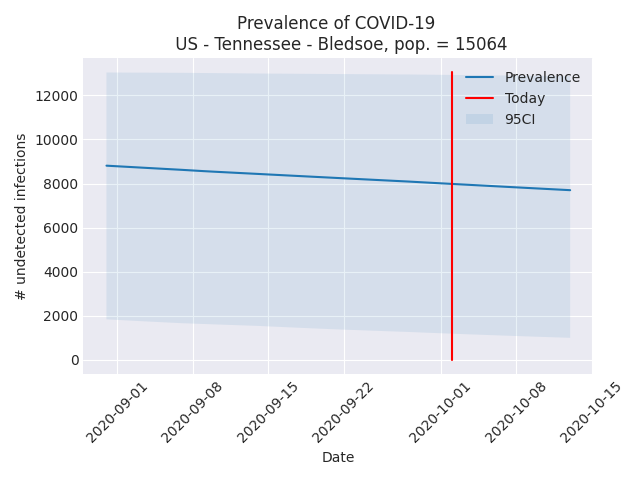 Prevalence of COVID-19
US - Tennessee - Bledsoe, pop. = 15064
Prevalence
Today
95CI
# undetected infections
12000
10000
8000
6000
4000
2000
0
2020-09-01
2020-09-08
2020-09-15
2020-09-22
2020-10-01
2020-10-08
2020-10-15
Date